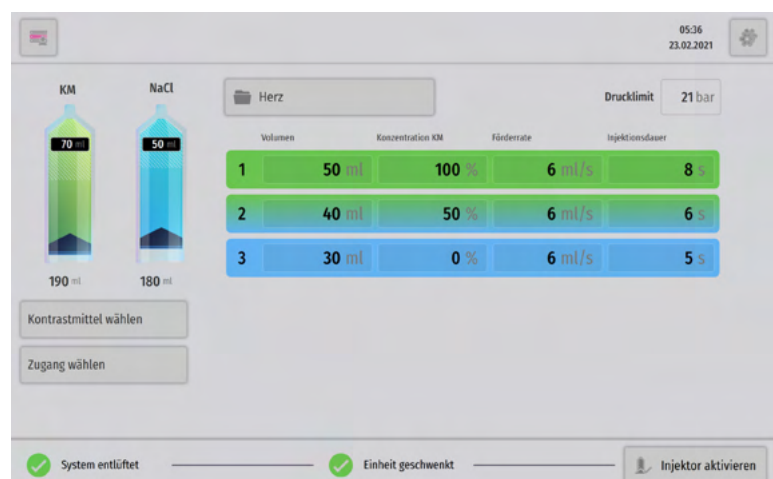 05:36
23.02.2021
KM NaCl
Herz
Drucklimit 21 bar
70 ml 50 ml
Volumen Konzentration KM Förderrate Injektionsdauer
1 50 ml 100 % 6 ml/s 8 s
2 40 ml 50 % 6 ml/s 6 s
3 30 ml 0 % 6 ml/s 5 s
190 ml 180 ml
Kontrastmittel wählen
Zugang wählen
System entlüftet Einheit geschwenkt Injektor aktivieren